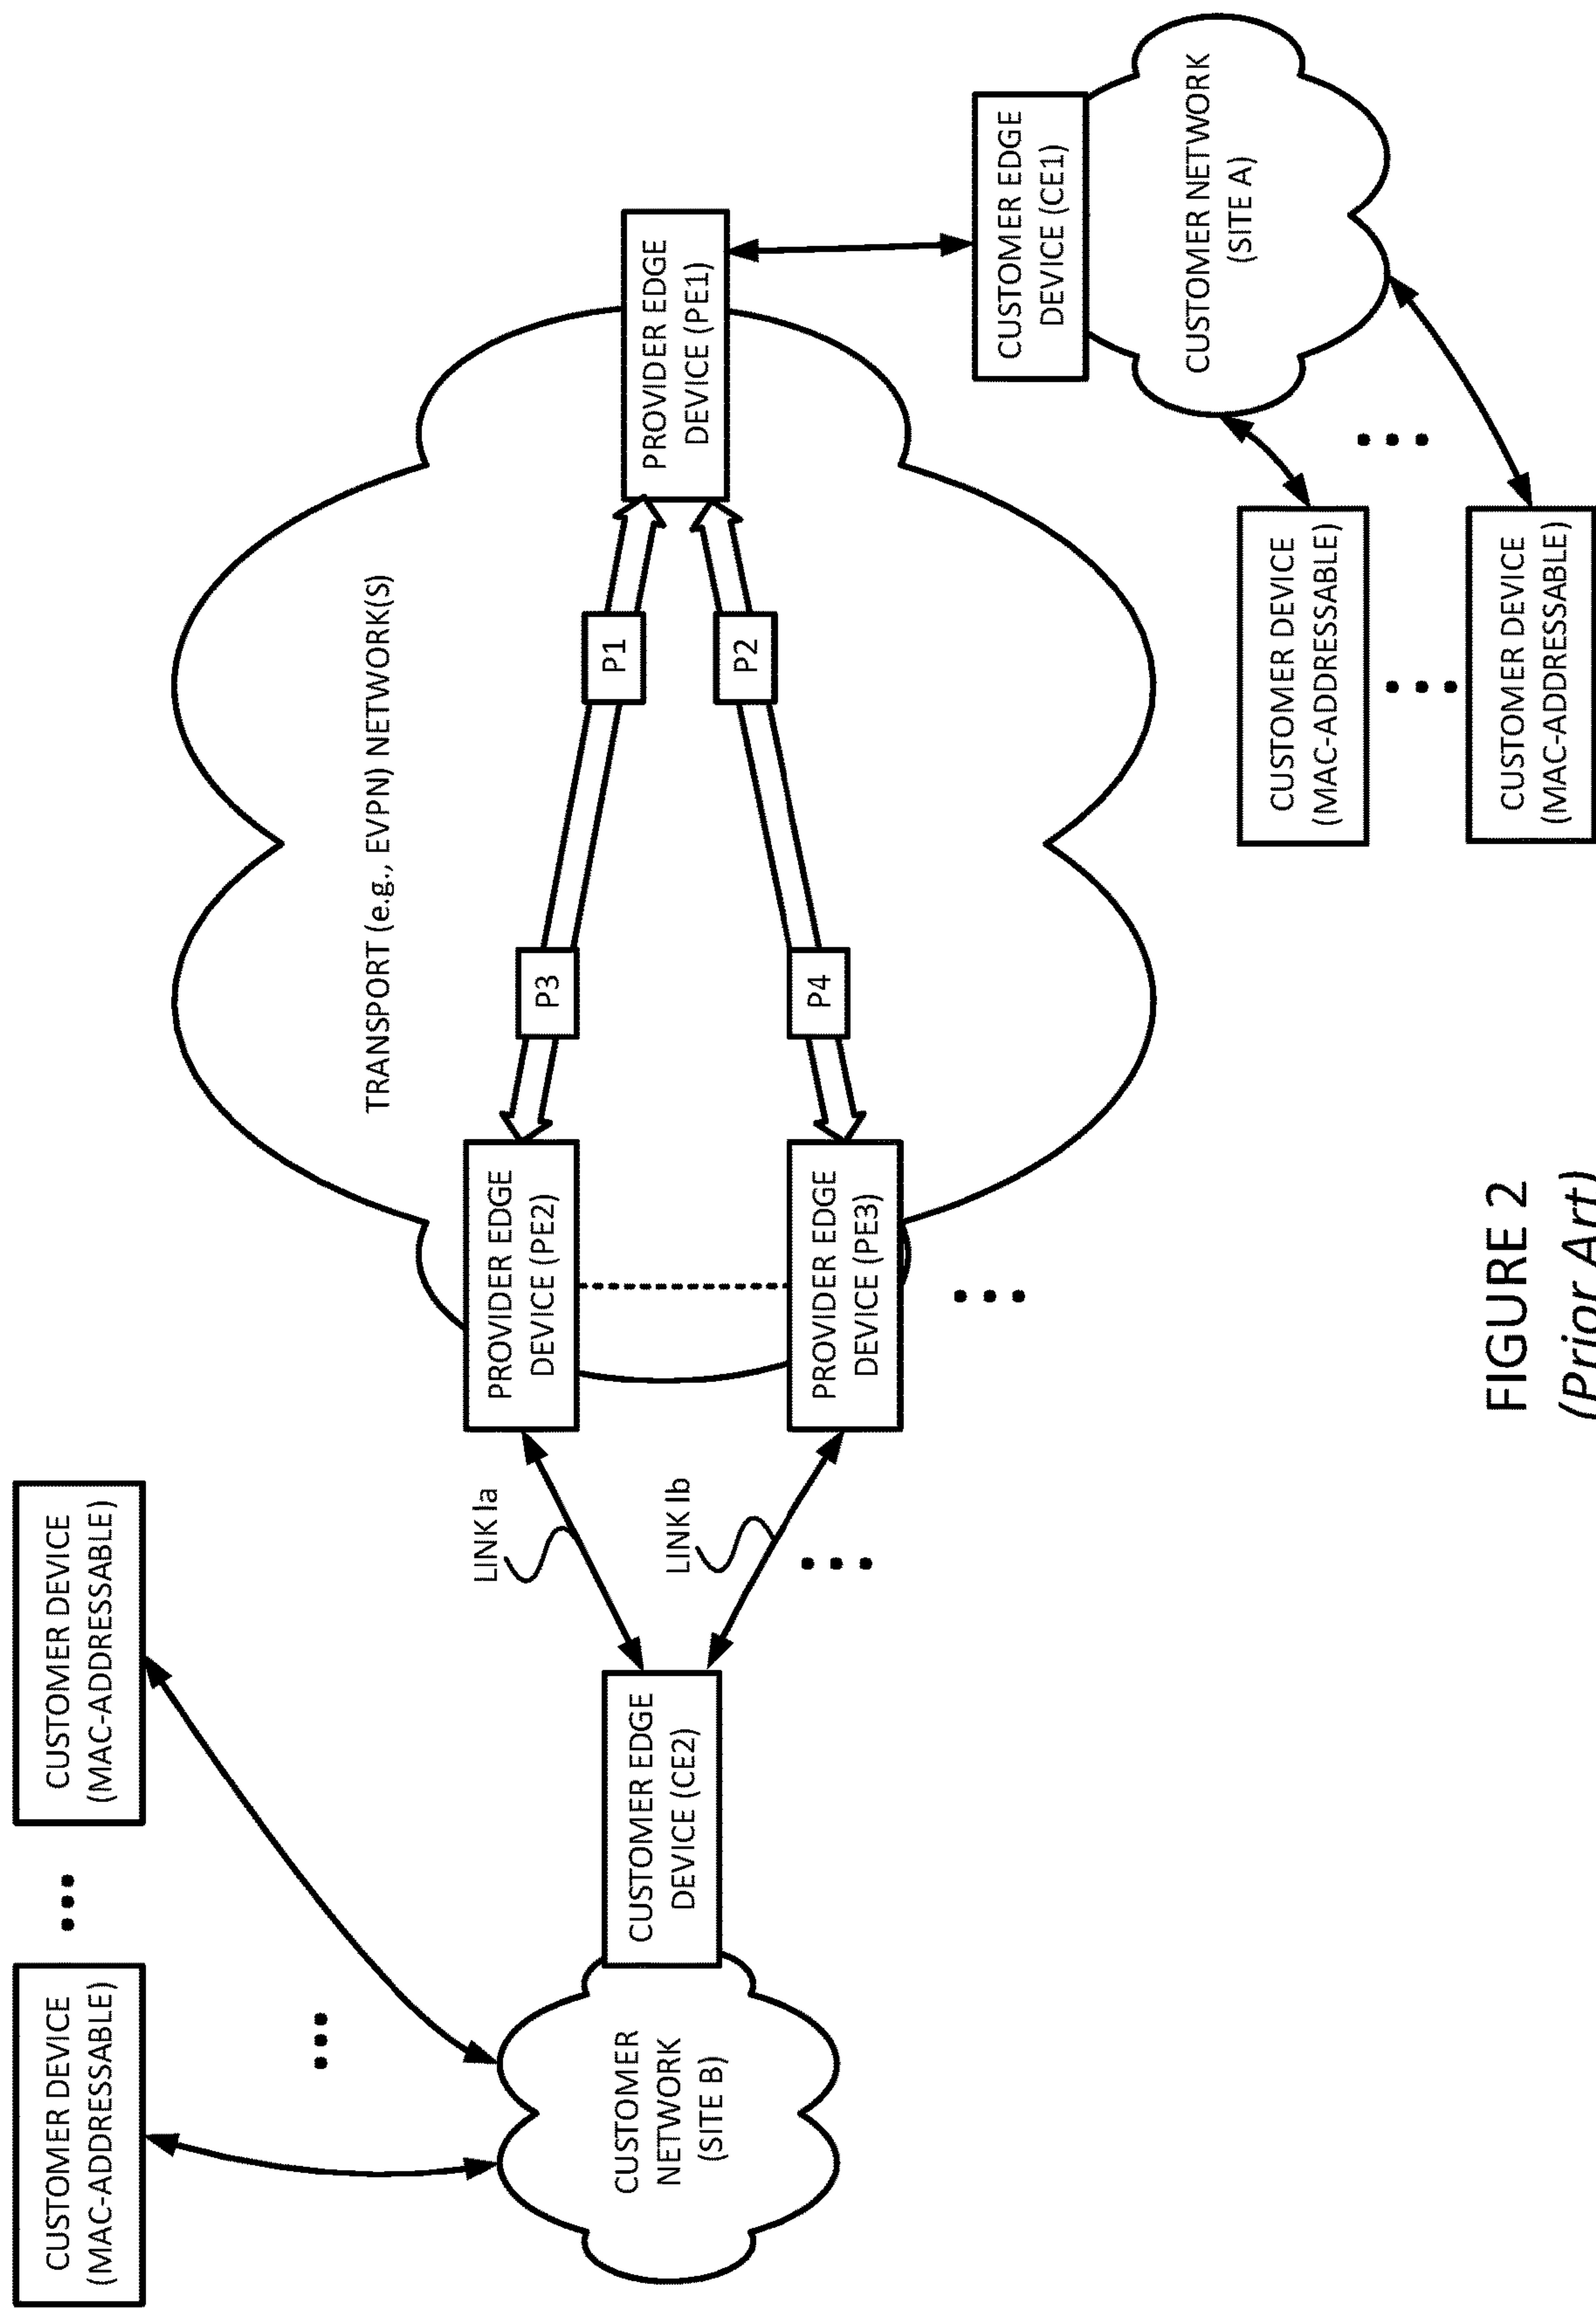 CUSTOMER DEVICE
(MAC-ADDRESSABLE)
CUSTOMER DEVICE
(MAC-ADDRESSABLE)
CUSTOMER
NETWORK
(SITE B)
CUSTOMER EDGE
DEVICE (CE2)
LINK Ia
LINK Ib
PROVIDER EDGE
DEVICE (PE2)
PROVIDER EDGE
DEVICE (PE3)
TRANSPORT (e.g., EVPN) NETWORK(S)
P3
P1
P4
P2
PROVIDER EDGE
DEVICE (PE1)
CUSTOMER EDGE
DEVICE (CE1)
CUSTOMER NETWORK
(SITE A)
CUSTOMER DEVICE
(MAC-ADDRESSABLE)
CUSTOMER DEVICE
(MAC-ADDRESSABLE)
FIGURE 2
(Prior Art)